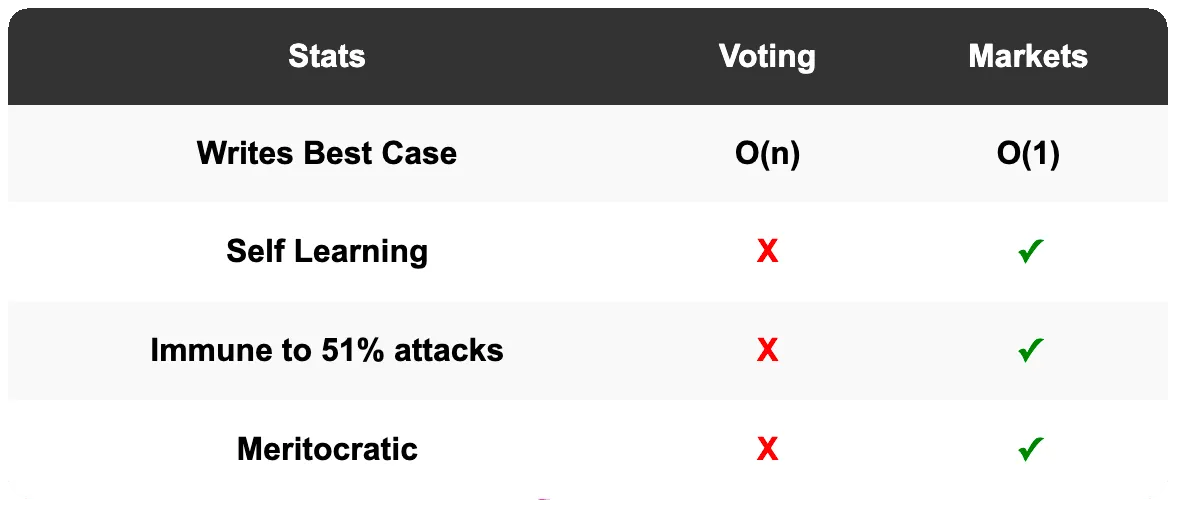 Stats Voting Markets
Writes Best Case O(n) O(1)
Self Learning X ✓
Immune to 51% attacks X ✓
Meritocratic X ✓